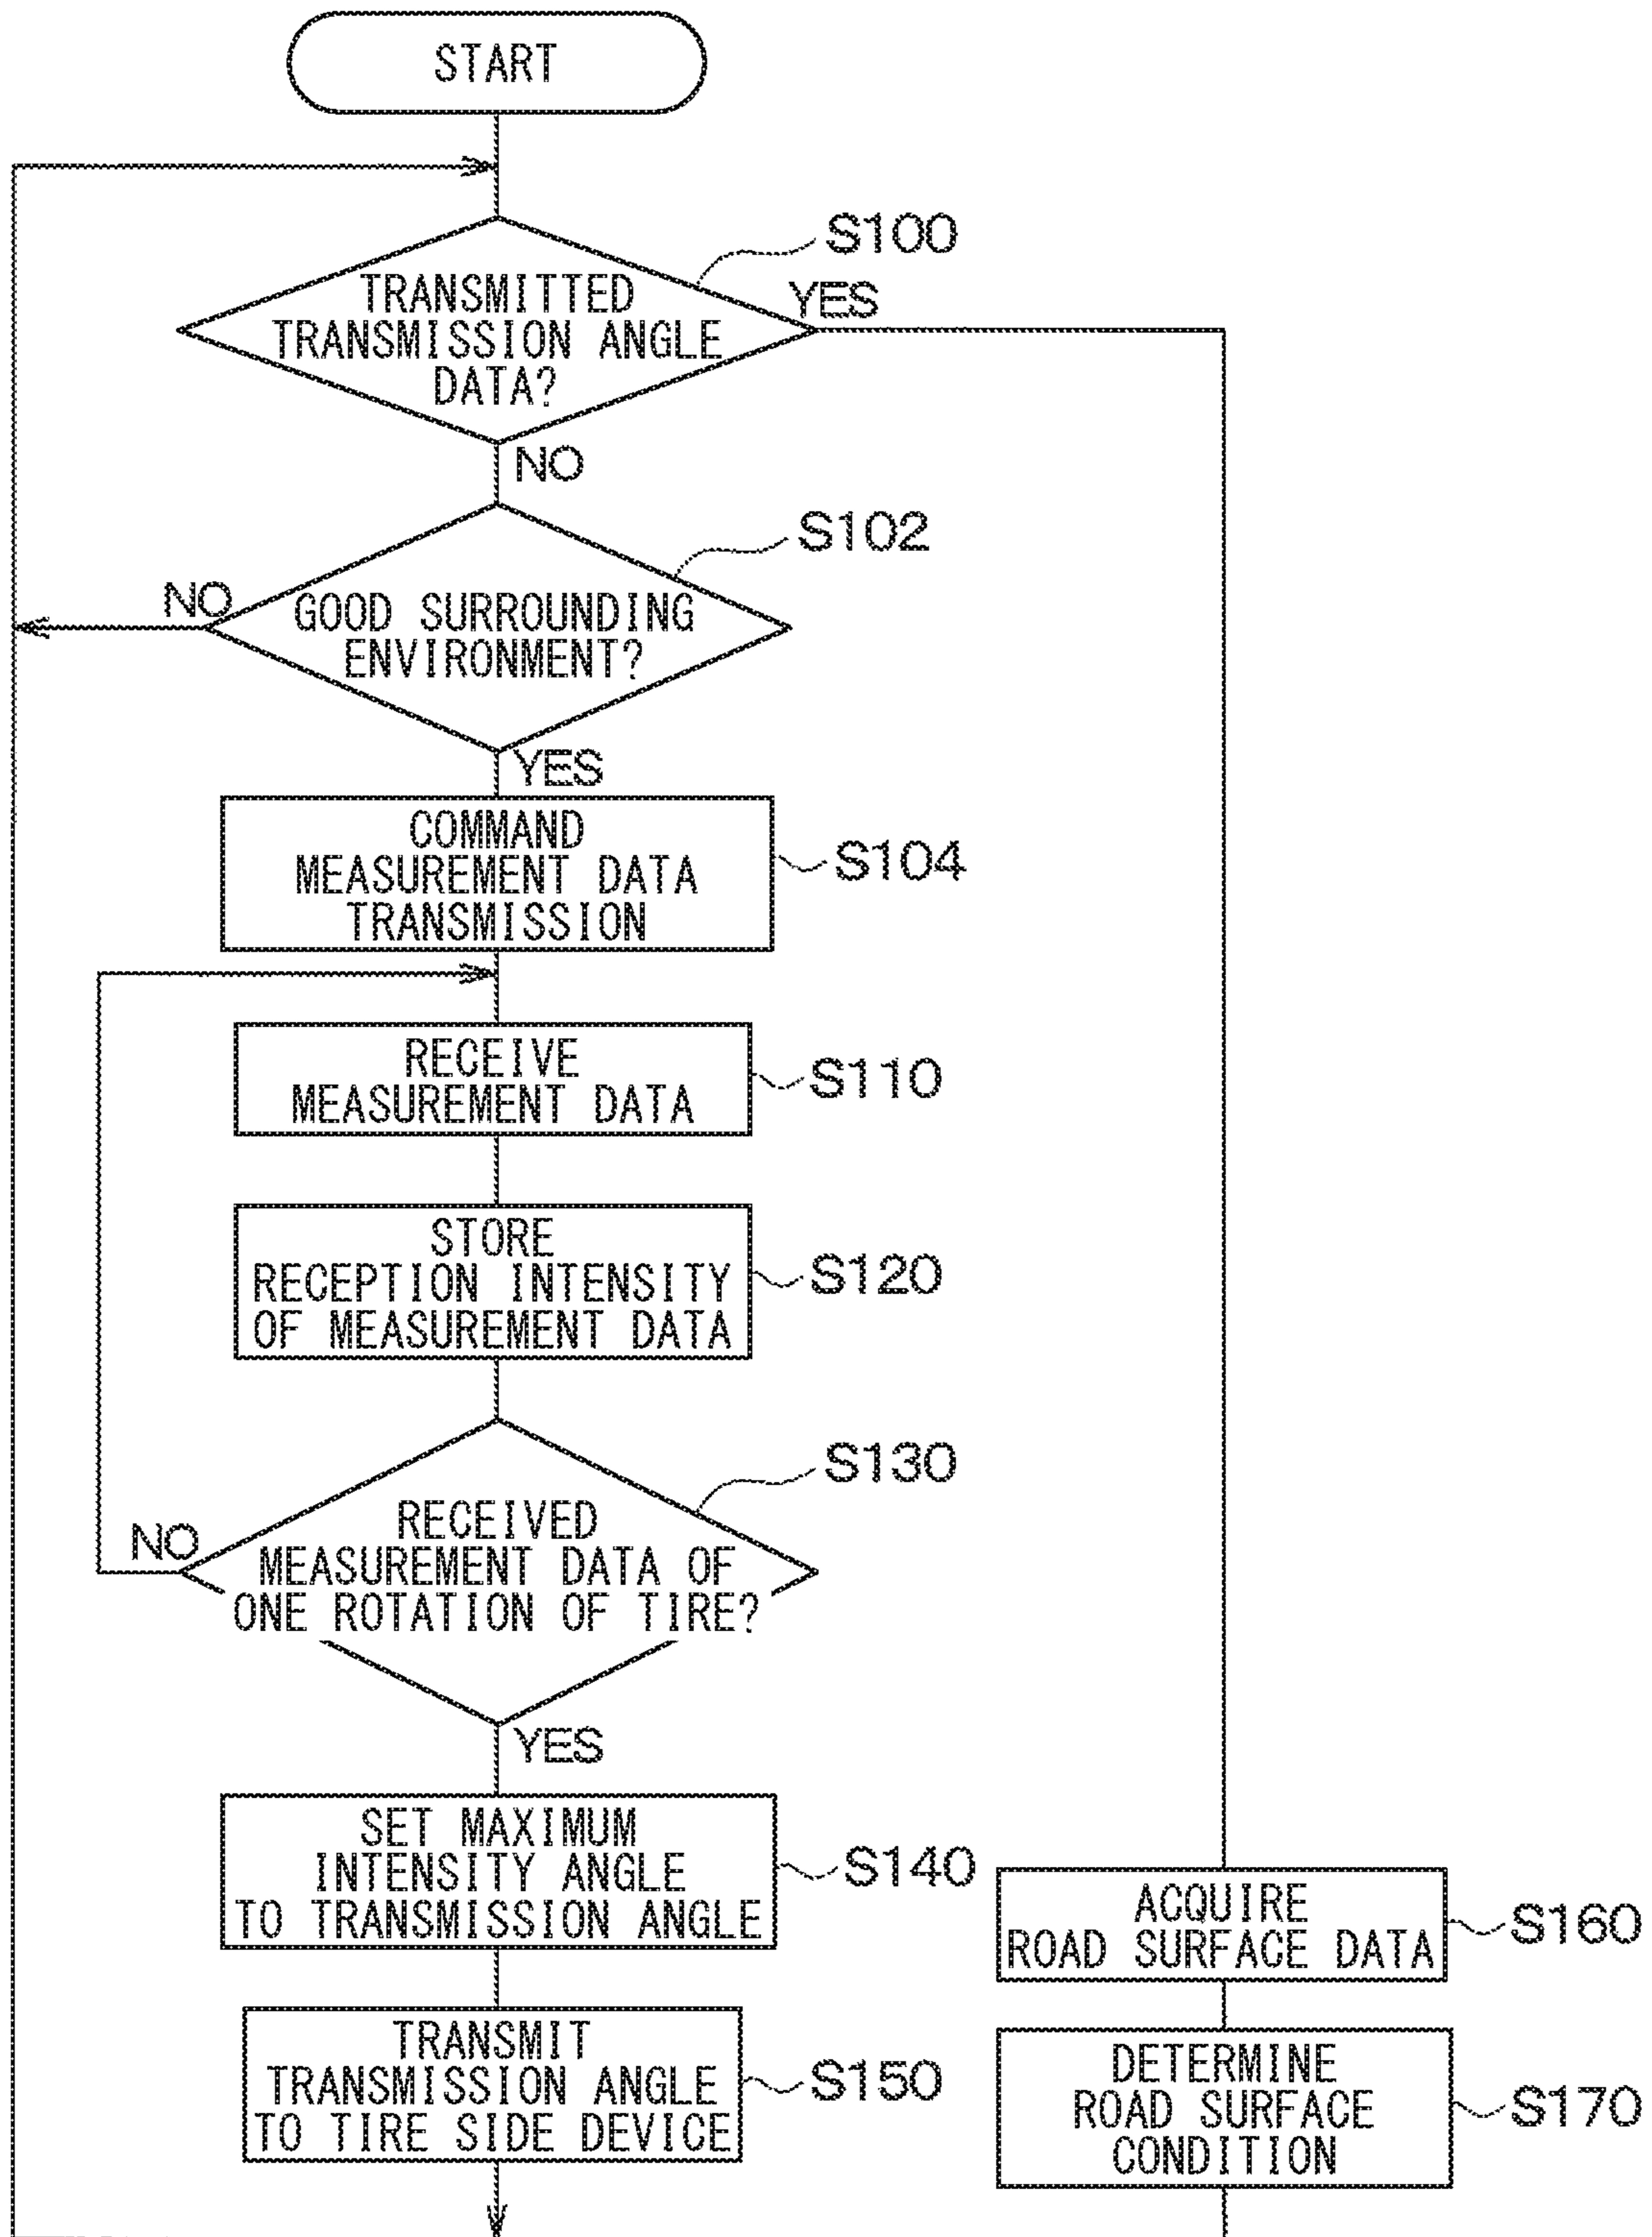 START
S100
TRANSMITTED
TRANSMISSION ANGLE
DATA?
YES
NO
S102
GOOD SURROUNDING
ENVIRONMENT?
NO
YES
COMMAND
MEASUREMENT DATA
TRANSMISSION
S104
RECEIVE
MEASUREMENT DATA
S110
STORE
RECEPTION INTENSITY
OF MEASUREMENT DATA
S120
S130
RECEIVED
MEASUREMENT DATA OF
ONE ROTATION OF TIRE?
NO
YES
SET MAXIMUM
INTENSITY ANGLE
TO TRANSMISSION ANGLE
S140
TRANSMIT
TRANSMISSION ANGLE
TO TIRE SIDE DEVICE
S150
ACQUIRE
ROAD SURFACE DATA
S160
DETERMINE
ROAD SURFACE
CONDITION
S170